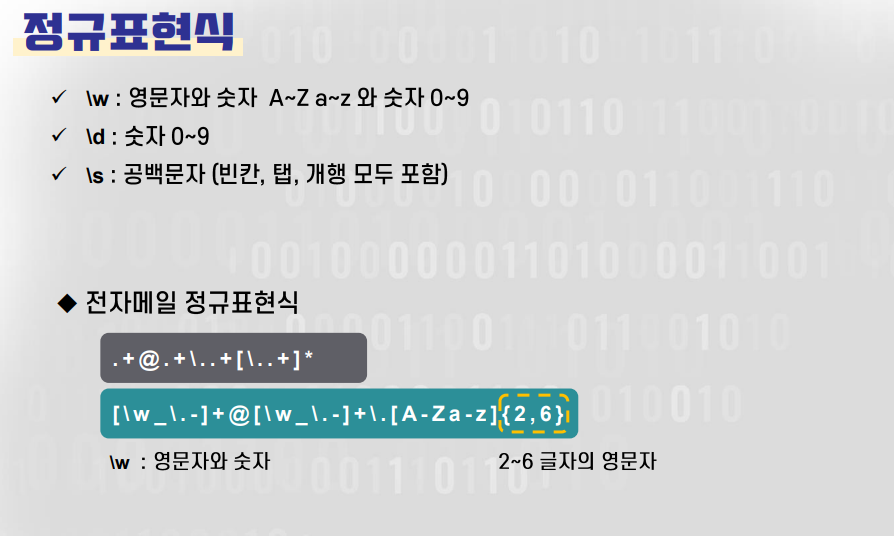 정규표현식
✓ \w : 영문자와 숫자 A~Z a~z 와 숫자 0~9
✓ \d : 숫자 0~9
✓ \s : 공백문자 (빈칸, 탭, 개행 모두 포함)
◆ 전자메일 정규표현식
.+@.+\..+[\..+]*
[\w_\.-]+@[\w_\.-]+\.[A-Za-z]{2,6}
\w : 영문자와 숫자 2~6 글자의 영문자